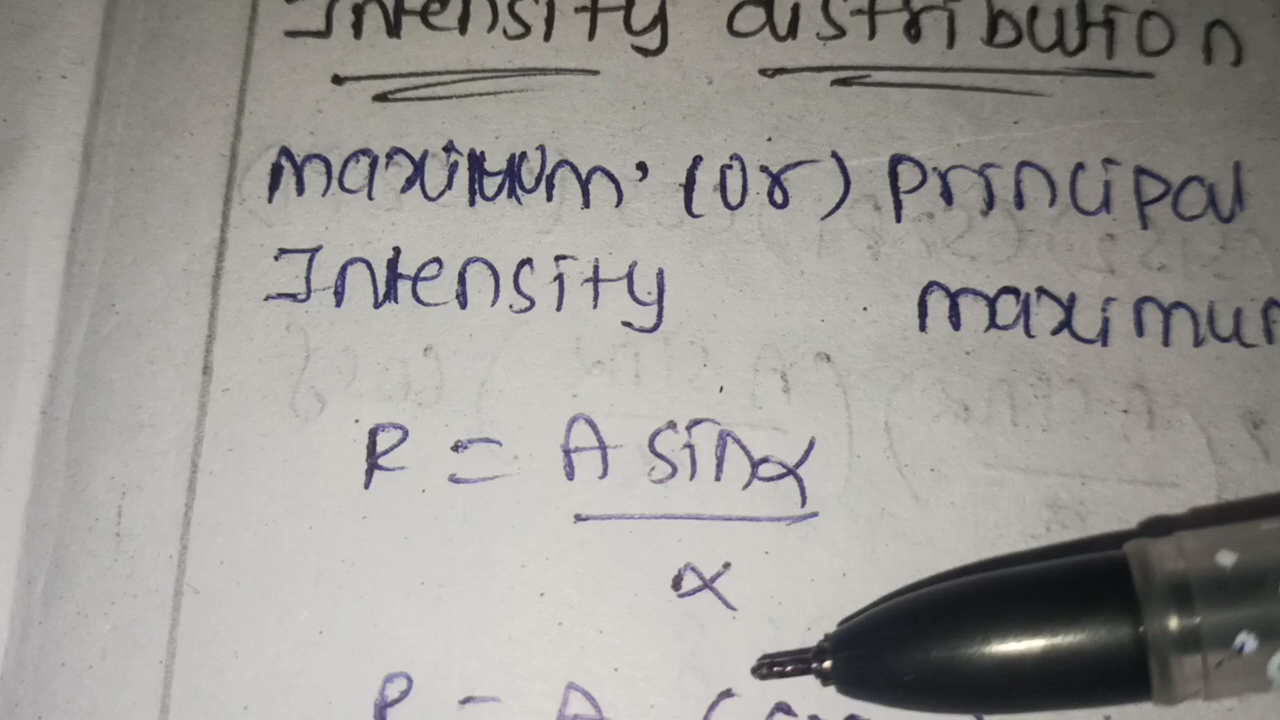 Intensity distribution
maximum. (or) principal
Intensity maximum
R = A sinα
α
R = A